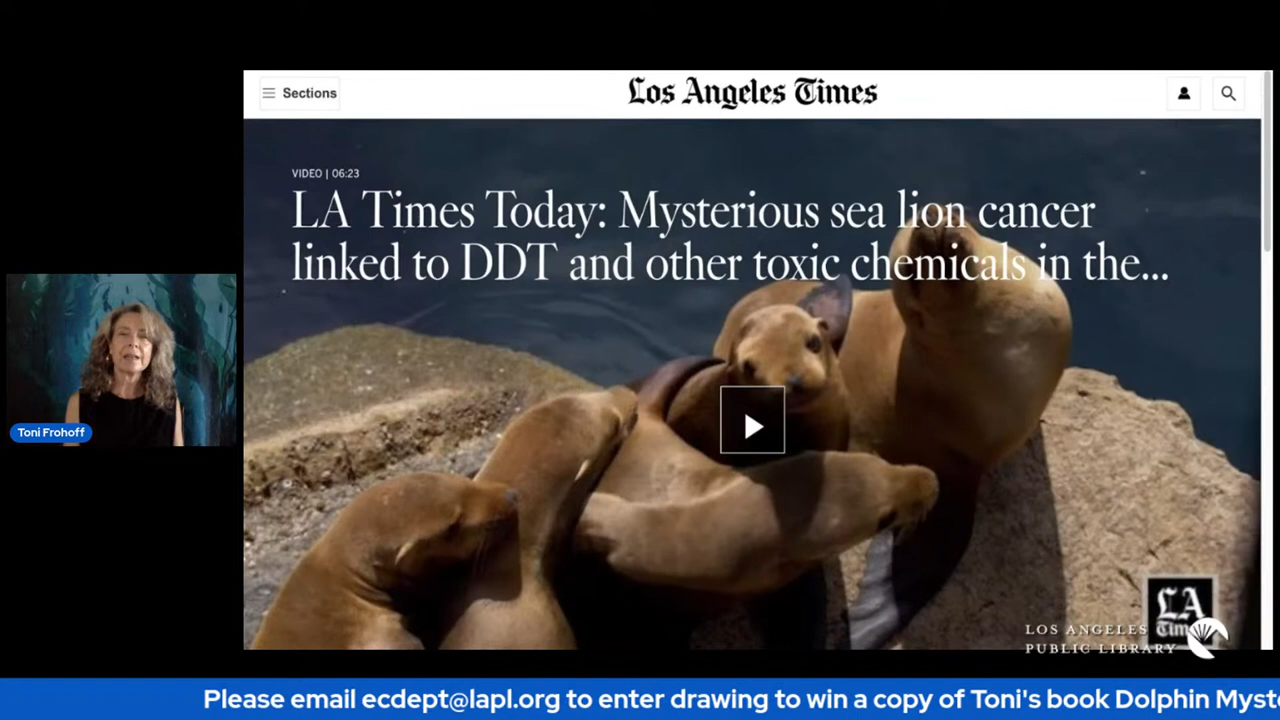 Sections
Los Angeles Times
VIDEO | 06:23
LA Times Today: Mysterious sea lion cancer
linked to DDT and other toxic chemicals in the...
Toni Frohoff
LA
LOS ANGELES
PUBLIC LIBRARY
Please email ecdept@lapl.org to enter drawing to win a copy of Toni's book Dolphin Myst